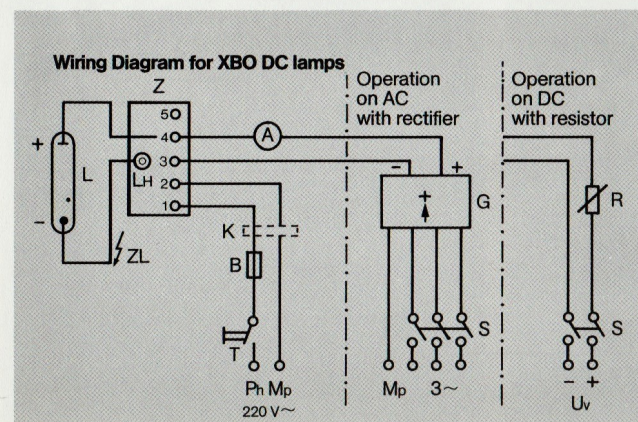 Wiring Diagram for XBO DC lamps
Z
Operation
on AC
with rectifier
Operation
on DC
with resistor
5
+
4
A
L
LH
3
2
1
-
ZL
K
B
T
Ph Mp
220 V~
-
+
+
G
S
Mp
3~
R
S
- +
Uv